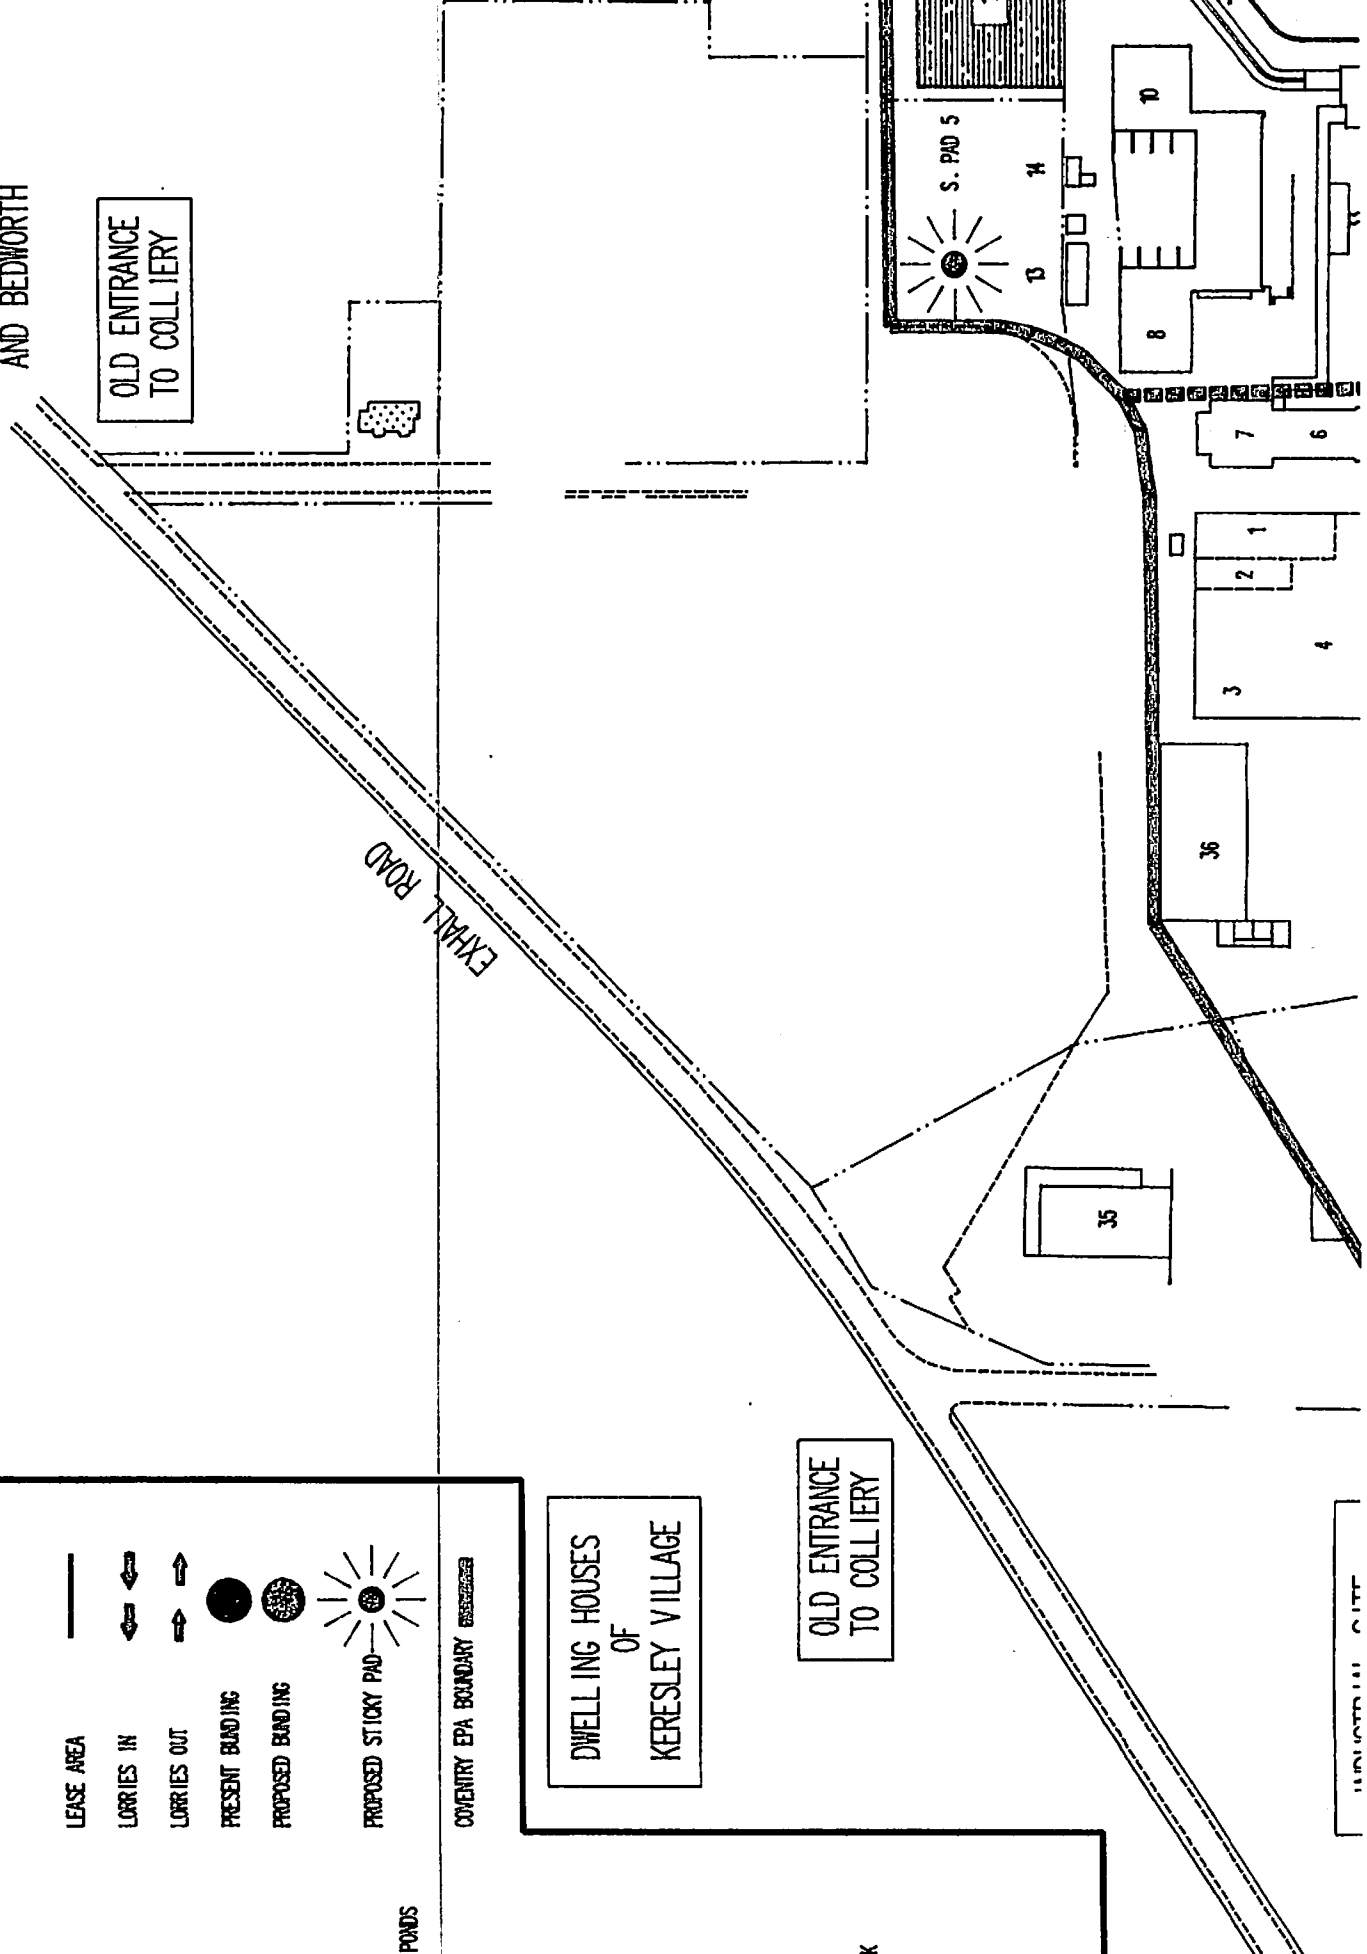 AND BEDWORTH
OLD ENTRANCE
TO COLLIERY
S. PAD 5
10
14
13
8
7
6
1
2
3
4
36
EXHALL ROAD
35
LEASE AREA
LORRIES IN
LORRIES OUT
PRESENT BUNDING
PROPOSED BUNDING
PROPOSED STICKY PAD
COVENTRY EPA BOUNDARY
DWELLING HOUSES
OF
KERESLEY VILLAGE
OLD ENTRANCE
TO COLLIERY
PONDS
K